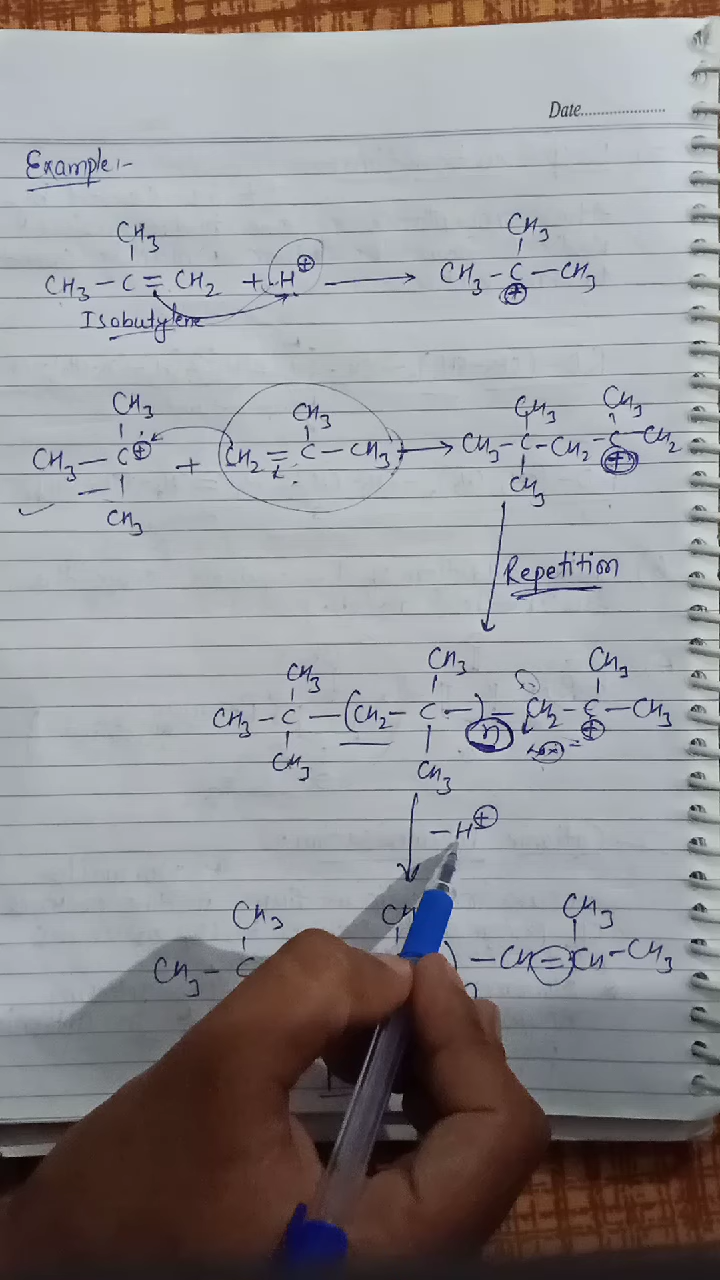 Date....................
Example:-
CH3
CH3
CH3 - C = CH2 + H⊕ → CH3 - C - CH3
Isobutylene
⊕
CH3
CH3
CH3
CH3
CH3 - C⊕ + CH2 = C - CH3 → CH3 - C - CH2 - C - CH2
⊕
CH3
CH3
Repetition
CH3
CH3
CH3
CH3 - C - (CH2 - C - )n - CH2 - C - CH3
⊕
CH3
CH3
- H⊕
CH3
CH3
CH3 - C
) - CH = CH - CH3